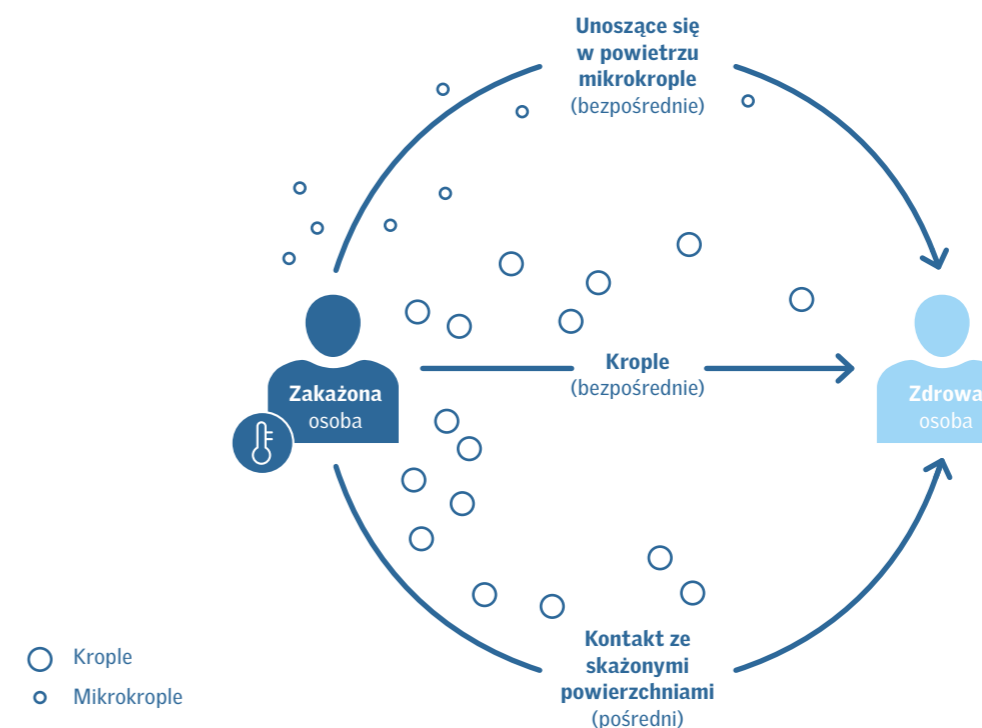 Unoszące się
w powietrzu
mikrokrople
(bezpośrednie)
Krople
(bezpośrednie)
Zakażona
osoba
Zdrowa
osoba
Kontakt ze
skażonymi
powierzchniami
(pośredni)
Krople
Mikrokrople